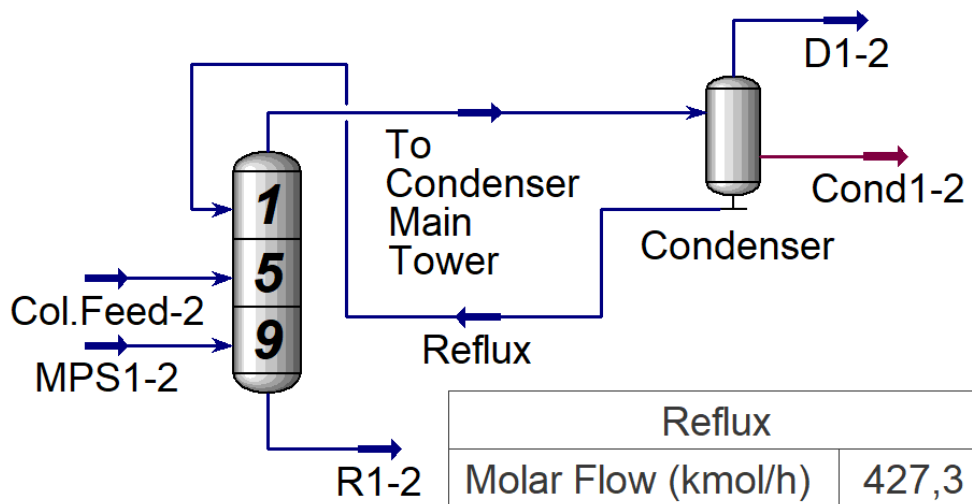 D1-2
To
Condenser
Main
Tower
Cond1-2
1
Condenser
5
Col.Feed-2
9
Reflux
MPS1-2
R1-2
Reflux
Molar Flow (kmol/h) 427,3